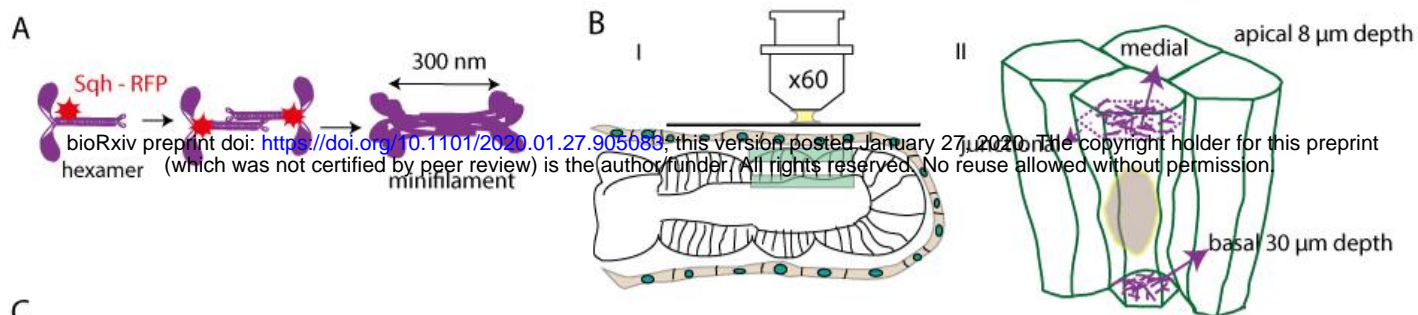 A
Sqh - RFP
300 nm
hexamer
minifilament
B
I
x60
II
medial
apical 8 µm depth
junctional
basal 30 µm depth
bioRxiv preprint doi: https://doi.org/10.1101/2020.01.27.905083; this version posted January 27, 2020. The copyright holder for this preprint
(which was not certified by peer review) is the author/funder. All rights reserved. No reuse allowed without permission.
C